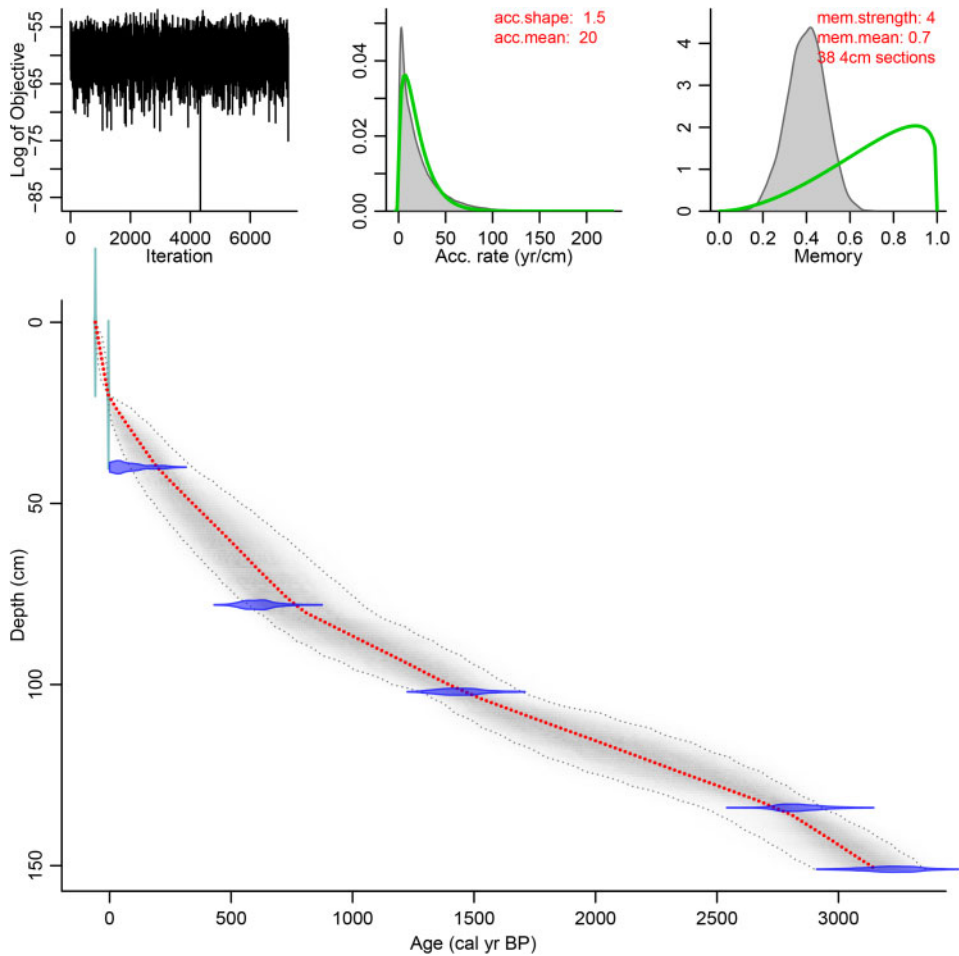 Log of Objective
−55
−65
−75
−85
0 2000 4000 6000
Iteration
acc.shape: 1.5
acc.mean: 20
0.04
0.02
0.00
0 50 100 150 200
Acc. rate (yr/cm)
mem.strength: 4
mem.mean: 0.7
38 4cm sections
4
3
2
1
0
0.0 0.2 0.4 0.6 0.8 1.0
Memory
Depth (cm)
0
50
100
150
0 500 1000 1500 2000 2500 3000
Age (cal yr BP)